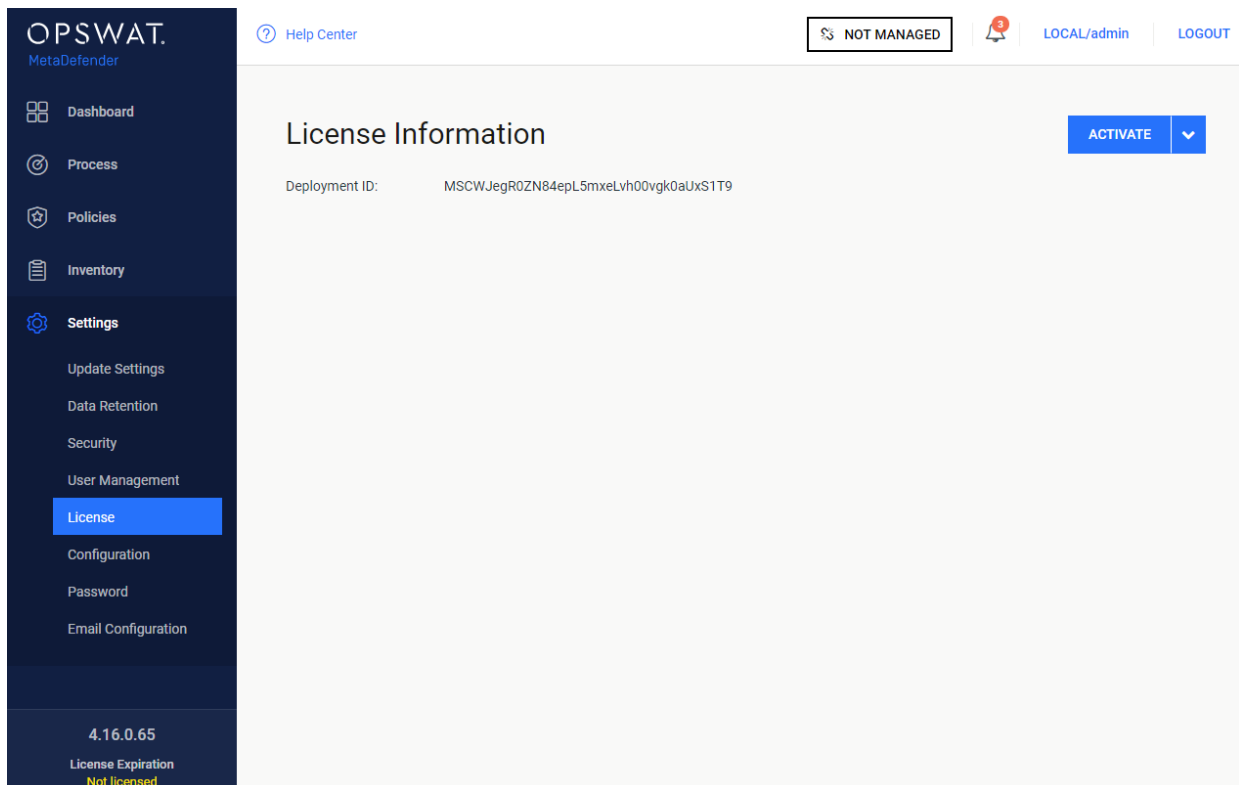 OPSWAT.
MetaDefender
Help Center
NOT MANAGED
3
LOCAL/admin
LOGOUT
Dashboard
Process
Policies
Inventory
Settings
Update Settings
Data Retention
Security
User Management
License
Configuration
Password
Email Configuration
4.16.0.65
License Expiration
Not licensed
License Information
ACTIVATE
Deployment ID: MSCWJegR0ZN84epL5mxeLvh00vgk0aUxS1T9